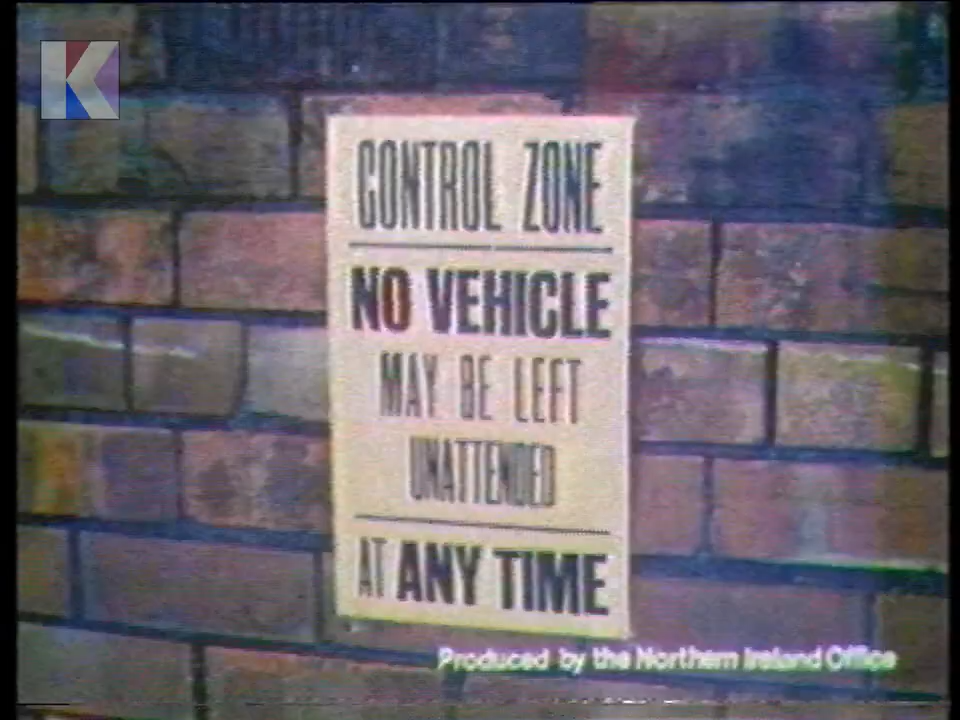 K
CONTROL ZONE
NO VEHICLE
MAY BE LEFT
UNATTENDED
AT ANY TIME
Produced by the Northern Ireland Office